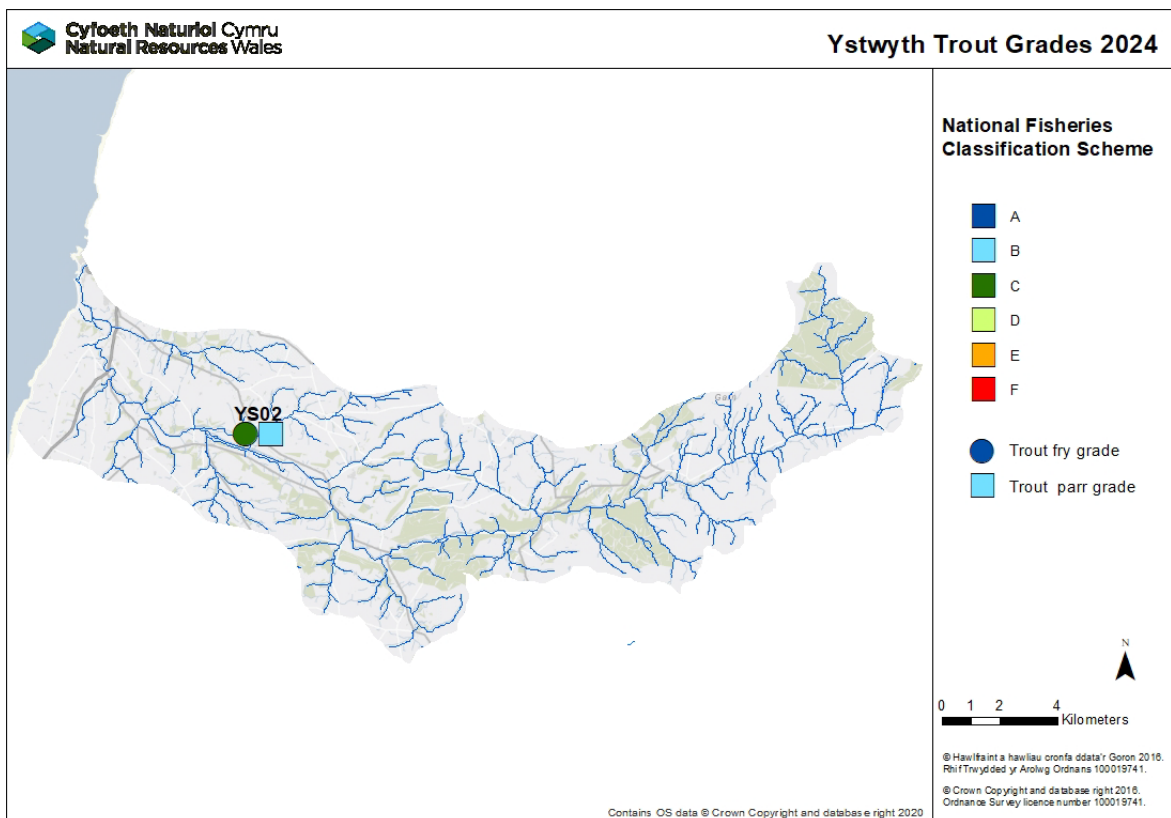 Cyfoeth Naturiol Cymru
Natural Resources Wales
Ystwyth Trout Grades 2024
YS02
National Fisheries
Classification Scheme
A
B
C
D
E
F
Trout fry grade
Trout parr grade
N
0 1 2 4
Kilometers
© Hawlfraint a hawliau cronfa ddata'r Goron 2016.
Rhif Trwydded yr Arolwg Ordnans 100019741.
© Crown Copyright and database right 2016.
Ordnance Survey licence number 100019741.
Contains OS data © Crown Copyright and database right 2020